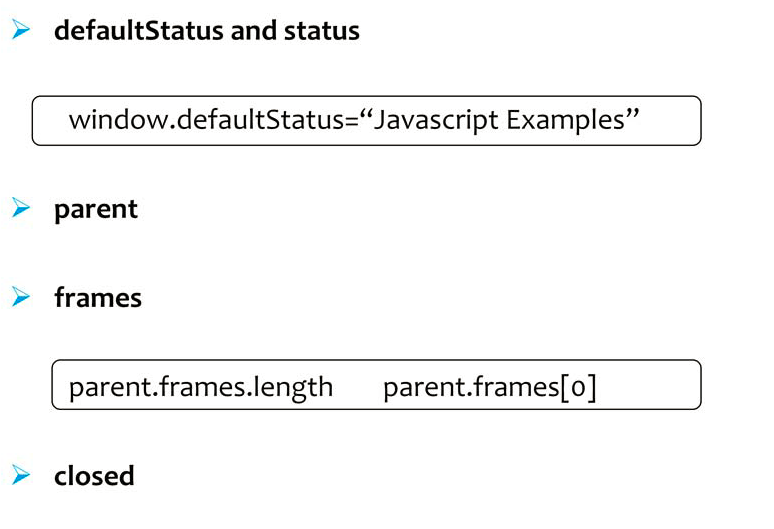 defaultStatus and status
window.defaultStatus=“Javascript Examples”
parent
frames
parent.frames.length parent.frames[0]
closed